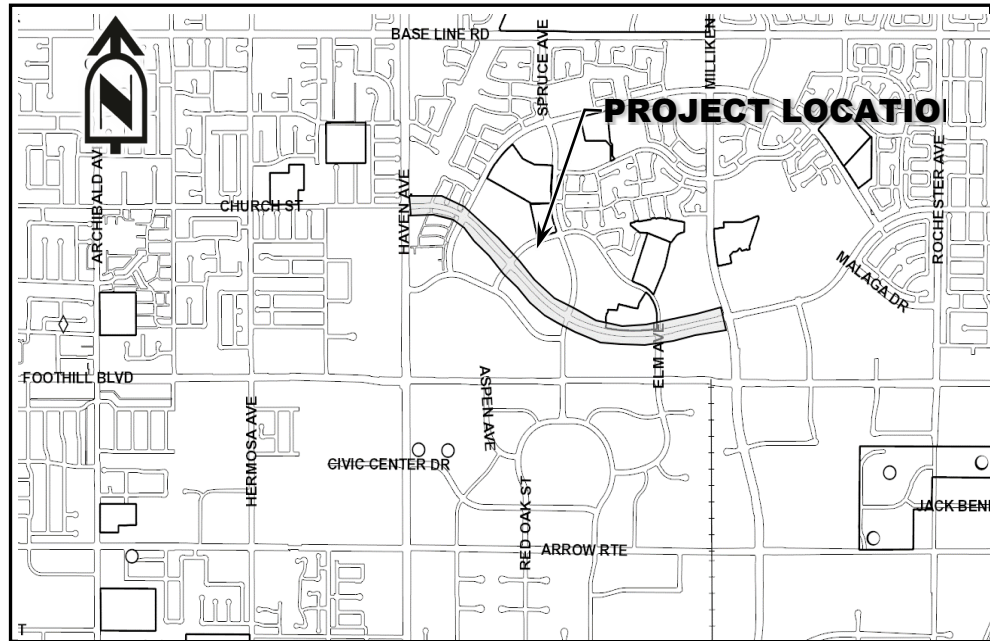 BASE LINE RD
SPRUCE AVE
MILLIKEN
PROJECT LOCATIO
ARCHIBALD AV
CHURCH ST
HAVEN AVE
ROCHESTER AVE
MALAGA DR
FOOTHILL BLVD
ELM AVE
ASPEN AVE
HERMOSA AVE
CIVIC CENTER DR
RED OAK ST
JACK BEN
ARROW RTE
T